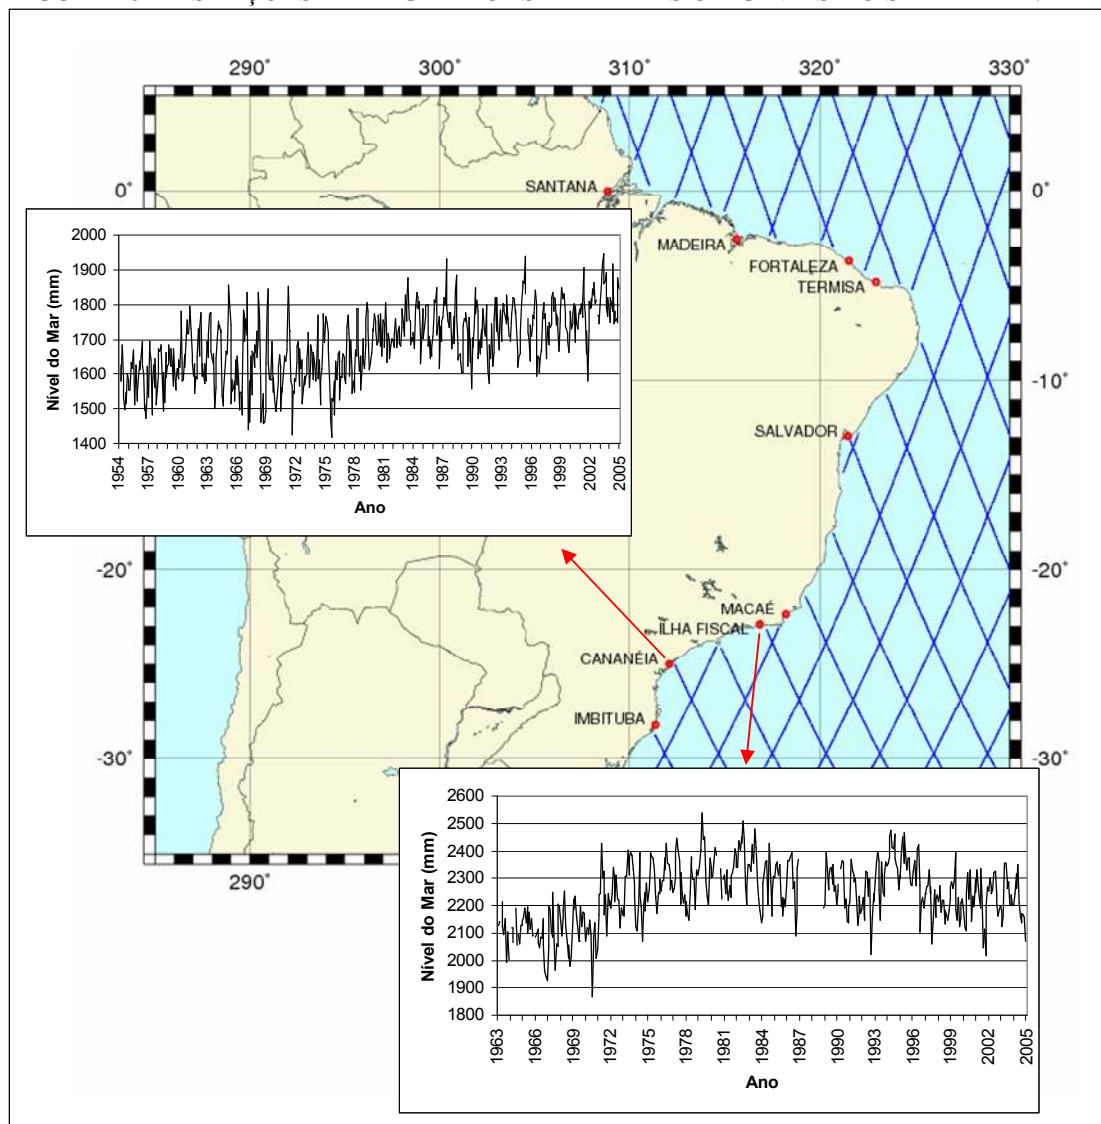 290° 300° 310° 320° 330°
0° 0°
SANTANA
MADEIRA
FORTALEZA
TERMISA
-10°
SALVADOR
-20° -20°
MACAÉ
ILHA FISCAL
CANANÉIA
IMBITUBA
-30° -30°
290°
Nível do Mar (mm)
2000
1900
1800
1700
1600
1500
1400
1954 1957 1960 1963 1966 1969 1972 1975 1978 1981 1984 1987 1990 1993 1996 1999 2002 2005
Ano
Nível do Mar (mm)
2600
2500
2400
2300
2200
2100
2000
1900
1800
1963 1966 1969 1972 1975 1978 1981 1984 1987 1990 1993 1996 1999 2002 2005
Ano